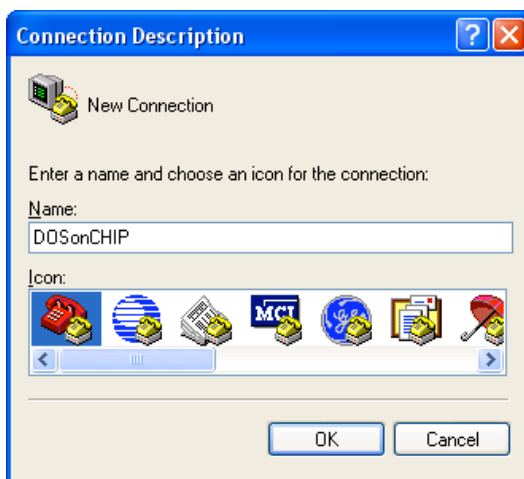 Connection Description
New Connection
Enter a name and choose an icon for the connection:
Name:
DOSonCHIP
Icon:
MCI
OK Cancel